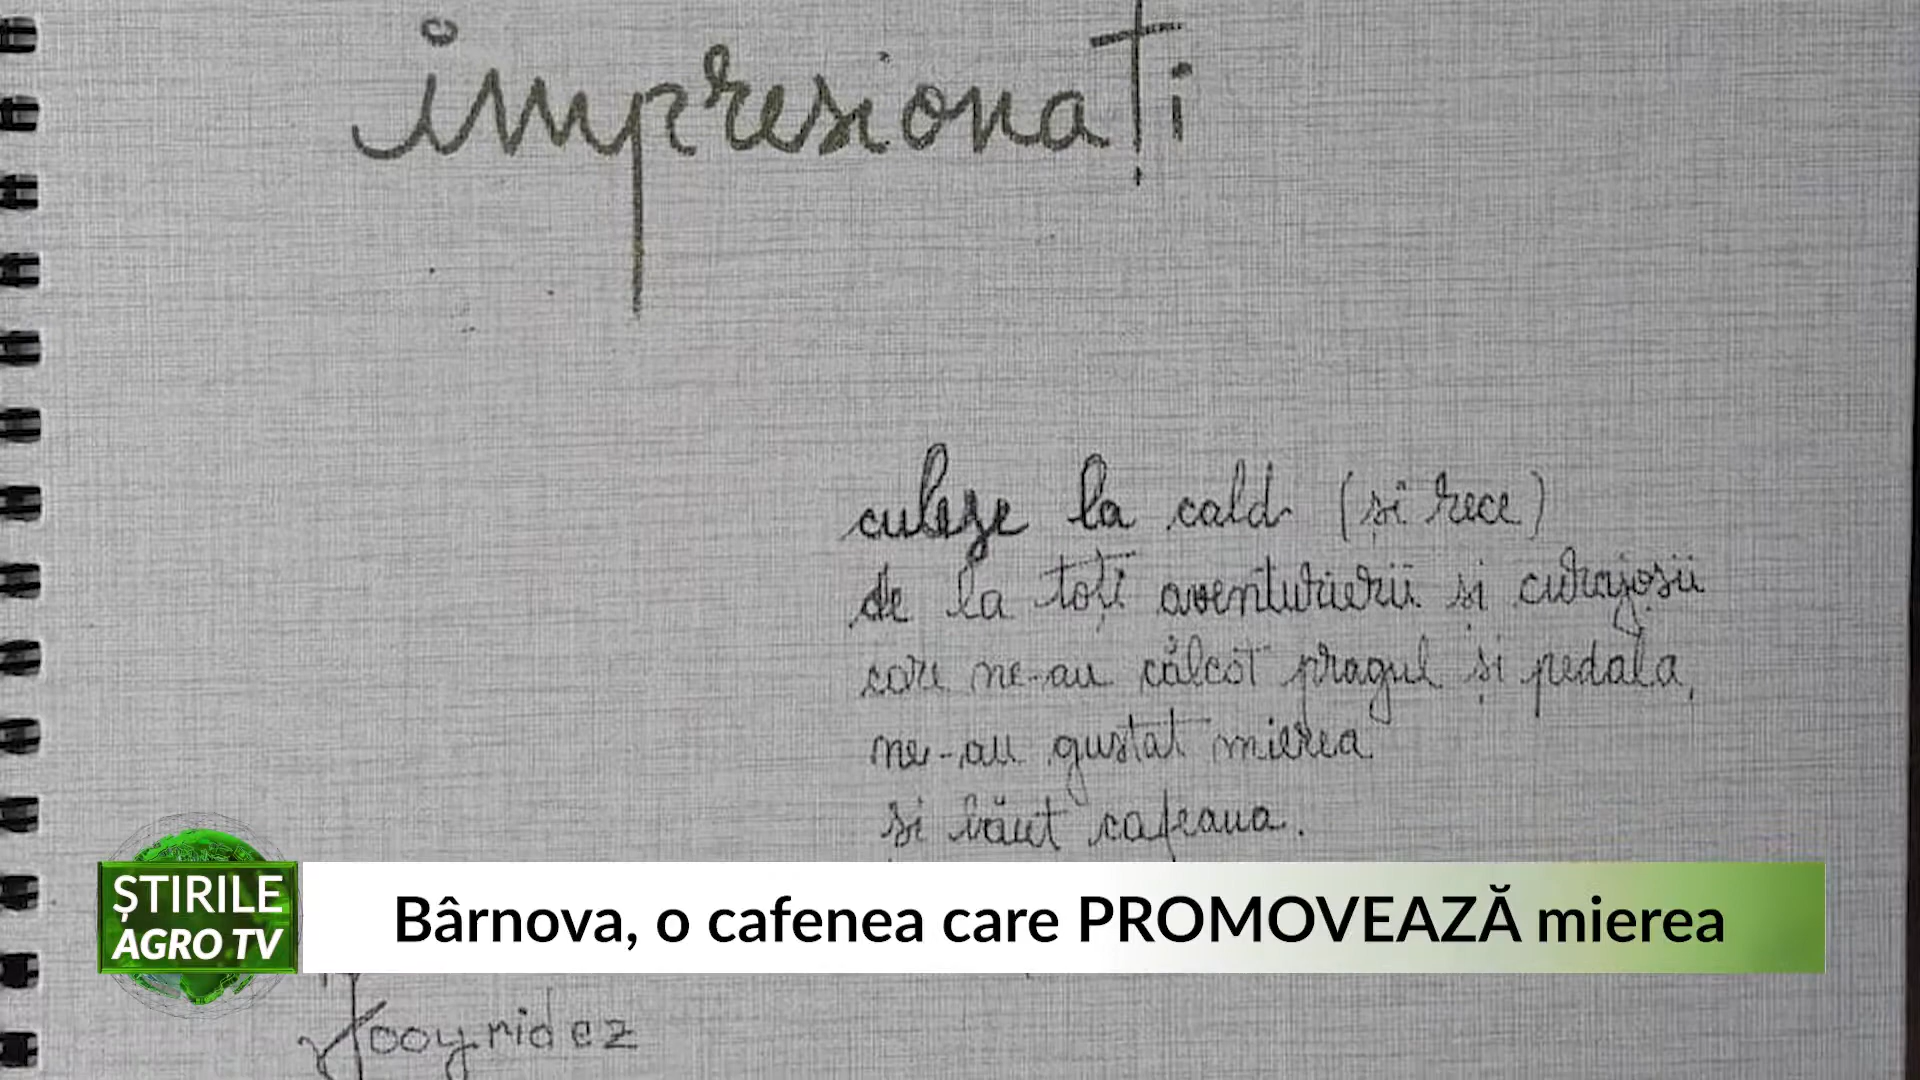 impresionați
culege la cald (și rece)
de la toți aventurierii și curajoșii
care ne-au călcat pragul și pedala,
ne-au gustat mierea
și băut cafeaua.
ȘTIRILE
AGRO TV
Bârnova, o cafenea care PROMOVEAZĂ mierea